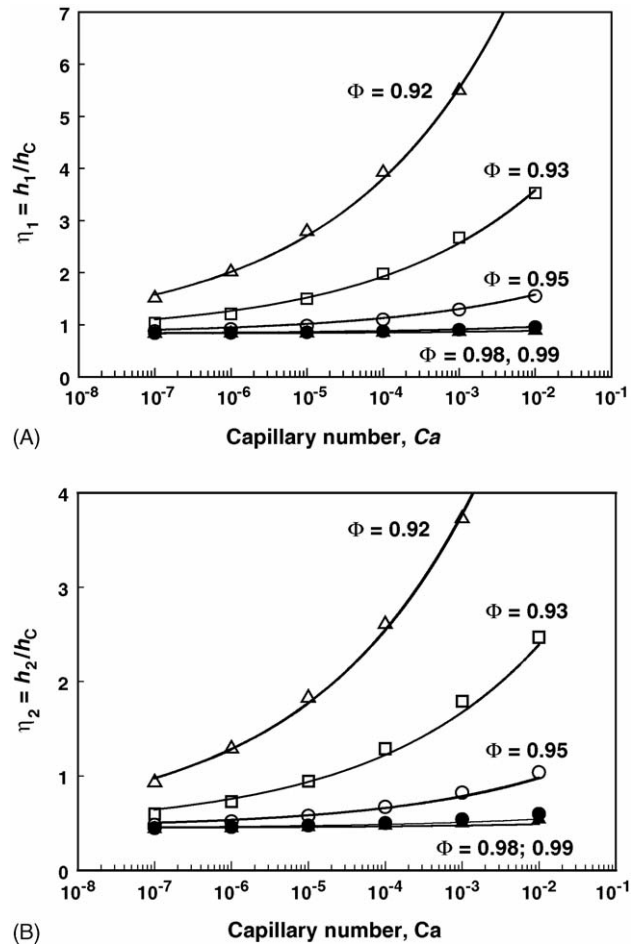 7
6
5
4
3
2
1
0
η₁ = h₁/h_C
Φ = 0.92
Φ = 0.93
Φ = 0.95
Φ = 0.98, 0.99
10⁻⁸ 10⁻⁷ 10⁻⁶ 10⁻⁵ 10⁻⁴ 10⁻³ 10⁻² 10⁻¹
(A)
Capillary number, Ca
4
3
2
1
0
η₂ = h₂/h_C
Φ = 0.92
Φ = 0.93
Φ = 0.95
Φ = 0.98; 0.99
10⁻⁸ 10⁻⁷ 10⁻⁶ 10⁻⁵ 10⁻⁴ 10⁻³ 10⁻² 10⁻¹
(B)
Capillary number, Ca